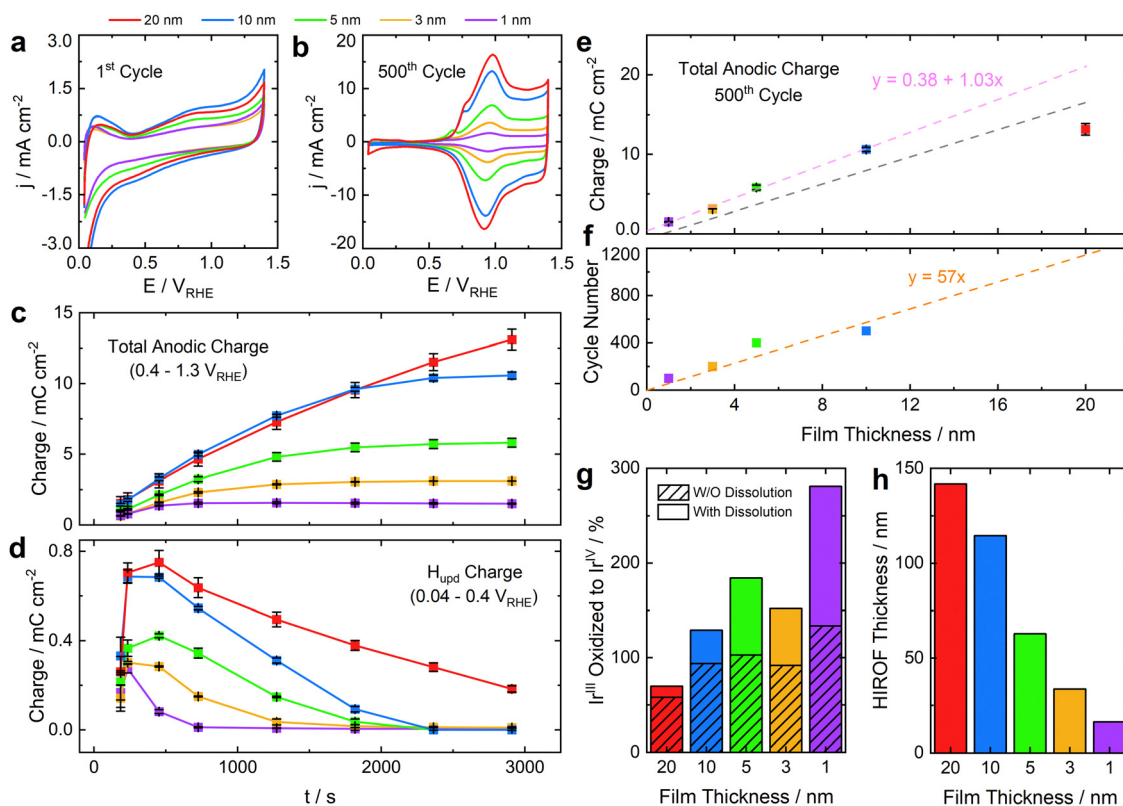 20 nm 10 nm 5 nm 3 nm 1 nm
a
3.0
1.5
0.0
-1.5
-3.0
j / mA cm-2
1st Cycle
0.0 0.5 1.0 1.5
E / VRHE
b
20
10
0
-10
-20
j / mA cm-2
500th Cycle
0.0 0.5 1.0 1.5
E / VRHE
c
15
10
5
0
Charge / mC cm-2
Total Anodic Charge
(0.4 - 1.3 VRHE)
d
0.8
0.4
0.0
Charge / mC cm-2
Hupd Charge
(0.04 - 0.4 VRHE)
0 1000 2000 3000
t / s
e
20
10
0.0
Charge / mC cm-2
Total Anodic Charge
500th Cycle
y = 0.38 + 1.03x
f
1200
800
400
0
Cycle Number
y = 57x
0 4 8 12 16 20
Film Thickness / nm
g
300
250
200
150
100
50
0
IrIII Oxidized to IrIV / %
W/O Dissolution
With Dissolution
20 10 5 3 1
Film Thickness / nm
h
150
100
50
0
HIROF Thickness / nm
20 10 5 3 1
Film Thickness / nm